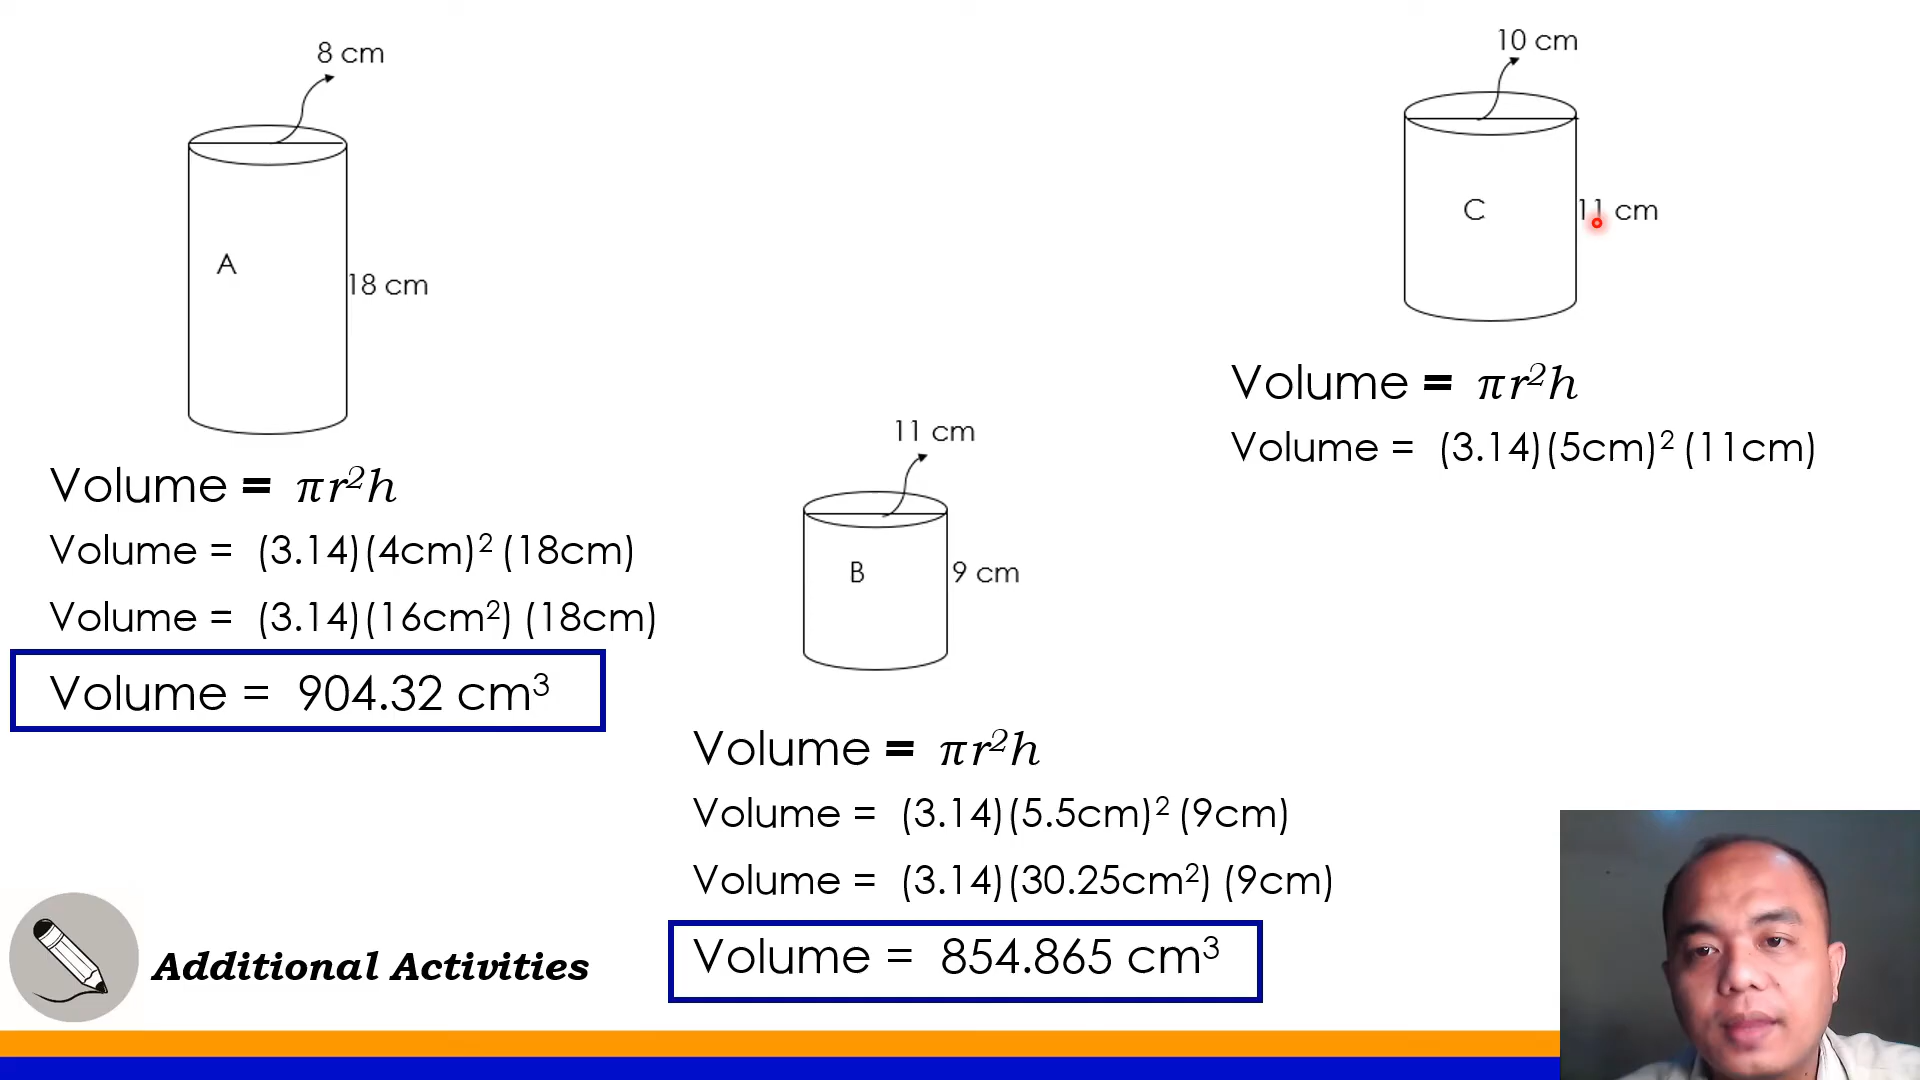 8 cm
A
18 cm
Volume = πr²h
Volume = (3.14)(4cm)² (18cm)
Volume = (3.14)(16cm²) (18cm)
Volume = 904.32 cm³
11 cm
B
9 cm
Volume = πr²h
Volume = (3.14)(5.5cm)² (9cm)
Volume = (3.14)(30.25cm²) (9cm)
Volume = 854.865 cm³
10 cm
C
11 cm
Volume = πr²h
Volume = (3.14)(5cm)² (11cm)
Additional Activities